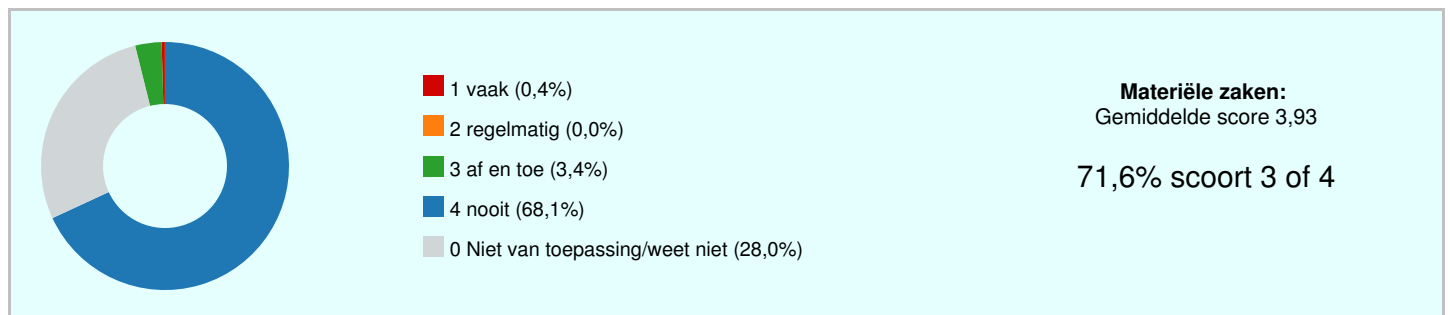 1 vaak (0,4%)
2 regelmatig (0,0%)
3 af en toe (3,4%)
4 nooit (68,1%)
0 Niet van toepassing/weet niet (28,0%)
Materiële zaken:
Gemiddelde score 3,93
71,6% scoort 3 of 4